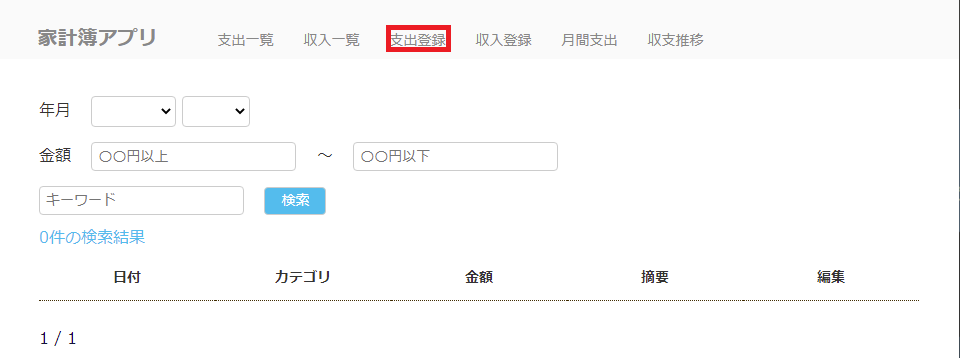 家計簿アプリ 支出一覧 収入一覧 支出登録 収入登録 月間支出 収支推移
年月
金額 〇〇円以上 ～ 〇〇円以下
キーワード 検索
0件の検索結果
日付 カテゴリ 金額 摘要 編集
1 / 1